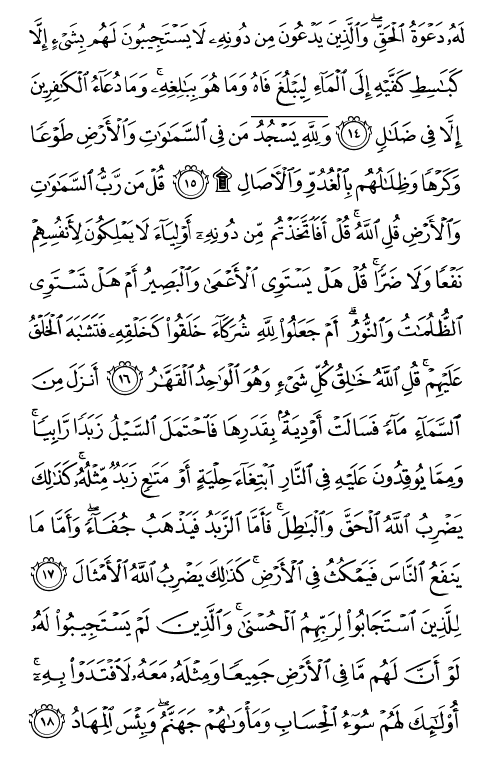 لَهُۥ دَعۡوَةُ ٱلۡحَقِّۚ وَٱلَّذِينَ يَدۡعُونَ مِن دُونِهِۦ لَا يَسۡتَجِيبُونَ لَهُم بِشَيۡءٍ إِلَّا
كَبَٰسِطِ كَفَّيۡهِ إِلَى ٱلۡمَآءِ لِيَبۡلُغَ فَاهُ وَمَا هُوَ بِبَٰلِغِهِۦۚ وَمَا دُعَآءُ ٱلۡكَٰفِرِينَ
إِلَّا فِي ضَلَٰلٖ ١٤ وَلِلَّهِۤ يَسۡجُدُۤ مَن فِي ٱلسَّمَٰوَٰتِ وَٱلۡأَرۡضِ طَوۡعٗا
وَكَرۡهٗا وَظِلَٰلُهُم بِٱلۡغُدُوِّ وَٱلۡأٓصَالِ ۩ ١٥ قُلۡ مَن رَّبُّ ٱلسَّمَٰوَٰتِ
وَٱلۡأَرۡضِ قُلِ ٱللَّهُۚ قُلۡ أَفَٱتَّخَذۡتُم مِّن دُونِهِۦٓ أَوۡلِيَآءَ لَا يَمۡلِكُونَ لِأَنفُسِهِمۡ
نَفۡعٗا وَلَا ضَرّٗاۚ قُلۡ هَلۡ يَسۡتَوِي ٱلۡأَعۡمَىٰ وَٱلۡبَصِيرُ أَمۡ هَلۡ تَسۡتَوِي
ٱلظُّلُمَٰتُ وَٱلنُّورُۗ أَمۡ جَعَلُواْ لِلَّهِ شُرَكَآءَ خَلَقُواْ كَخَلۡقِهِۦ فَتَشَٰبَهَ ٱلۡخَلۡقُ
عَلَيۡهِمۡۚ قُلِ ٱللَّهُ خَٰلِقُ كُلِّ شَيۡءٖ وَهُوَ ٱلۡوَٰحِدُ ٱلۡقَهَّٰرُ ١٦ أَنزَلَ مِنَ
ٱلسَّمَآءِ مَآءٗ فَسَالَتۡ أَوۡدِيَةُۢ بِقَدَرِهَا فَٱحۡتَمَلَ ٱلسَّيۡلُ زَبَدٗا رَّابِيٗاۚ
وَمِمَّا يُوقِدُونَ عَلَيۡهِ فِي ٱلنَّارِ ٱبۡتِغَآءَ حِلۡيَةٍ أَوۡ مَتَٰعٖ زَبَدٞ مِّثۡلُهُۥۚ كَذَٰلِكَ
يَضۡرِبُ ٱللَّهُ ٱلۡحَقَّ وَٱلۡبَٰطِلَۚ فَأَمَّا ٱلزَّبَدُ فَيَذۡهَبُ جُفَآءٗۖ وَأَمَّا مَا
يَنفَعُ ٱلنَّاسَ فَيَمۡكُثُ فِي ٱلۡأَرۡضِۚ كَذَٰلِكَ يَضۡرِبُ ٱللَّهُ ٱلۡأَمۡثَالَ ١٧
لِلَّذِينَ ٱسۡتَجَابُواْ لِرَبِّهِمُ ٱلۡحُسۡنَىٰۚ وَٱلَّذِينَ لَمۡ يَسۡتَجِيبُواْ لَهُۥ
لَوۡ أَنَّ لَهُم مَّا فِي ٱلۡأَرۡضِ جَمِيعٗا وَمِثۡلَهُۥ مَعَهُۥ لَٱفۡتَدَوۡاْ بِهِۦٓۚ
أُوْلَٰٓئِكَ لَهُمۡ سُوٓءُ ٱلۡحِسَابِ وَمَأۡوَىٰهُمۡ جَهَنَّمُۖ وَبِئۡسَ ٱلۡمِهَادُ ١٨